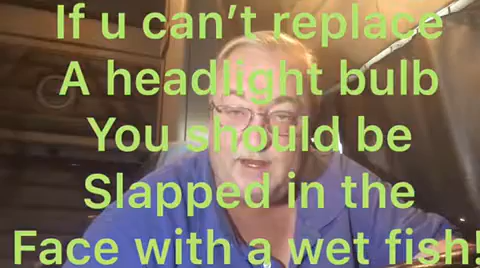 If u can't replace
A headlight bulb
You should be
Slapped in the
Face with a wet fish!